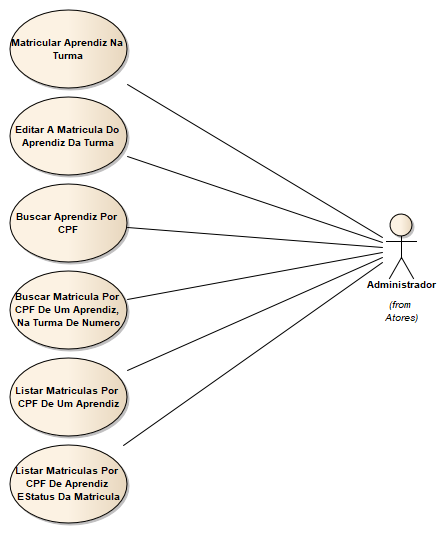 Matricular Aprendiz Na
Turma
Editar A Matricula Do
Aprendiz Da Turma
Buscar Aprendiz Por
CPF
Buscar Matricula Por
CPF De Um Aprendiz,
Na Turma De Numero
Listar Matriculas Por
CPF De Um Aprendiz
Listar Matriculas Por
CPF De Aprendiz
EStatus Da Matricula
Administrador
(from
Atores)